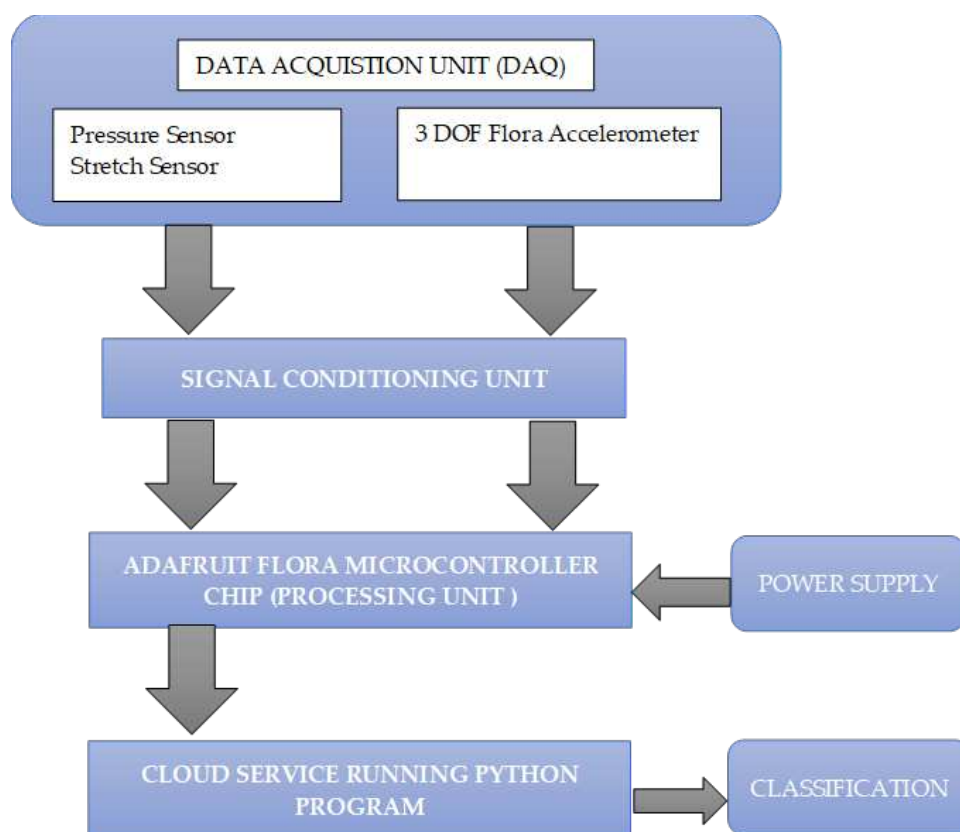 DATA ACQUISTION UNIT (DAQ)
Pressure Sensor
Stretch Sensor
3 DOF Flora Accelerometer
SIGNAL CONDITIONING UNIT
ADAFRUIT FLORA MICROCONTROLLER
CHIP (PROCESSING UNIT )
POWER SUPPLY
CLOUD SERVICE RUNNING PYTHON
PROGRAM
CLASSIFICATION